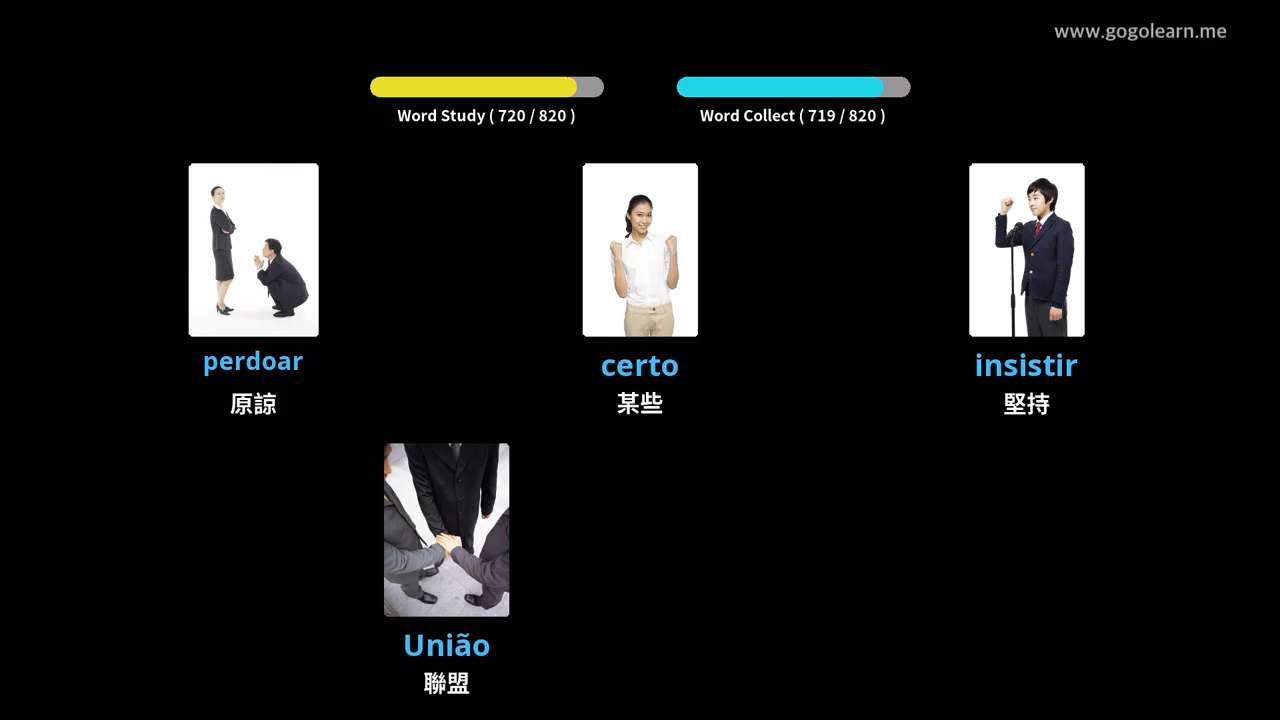 www.gogolearn.me
Word Study ( 720 / 820 )
Word Collect ( 719 / 820 )
perdoar
原諒
certo
某些
insistir
堅持
União
聯盟